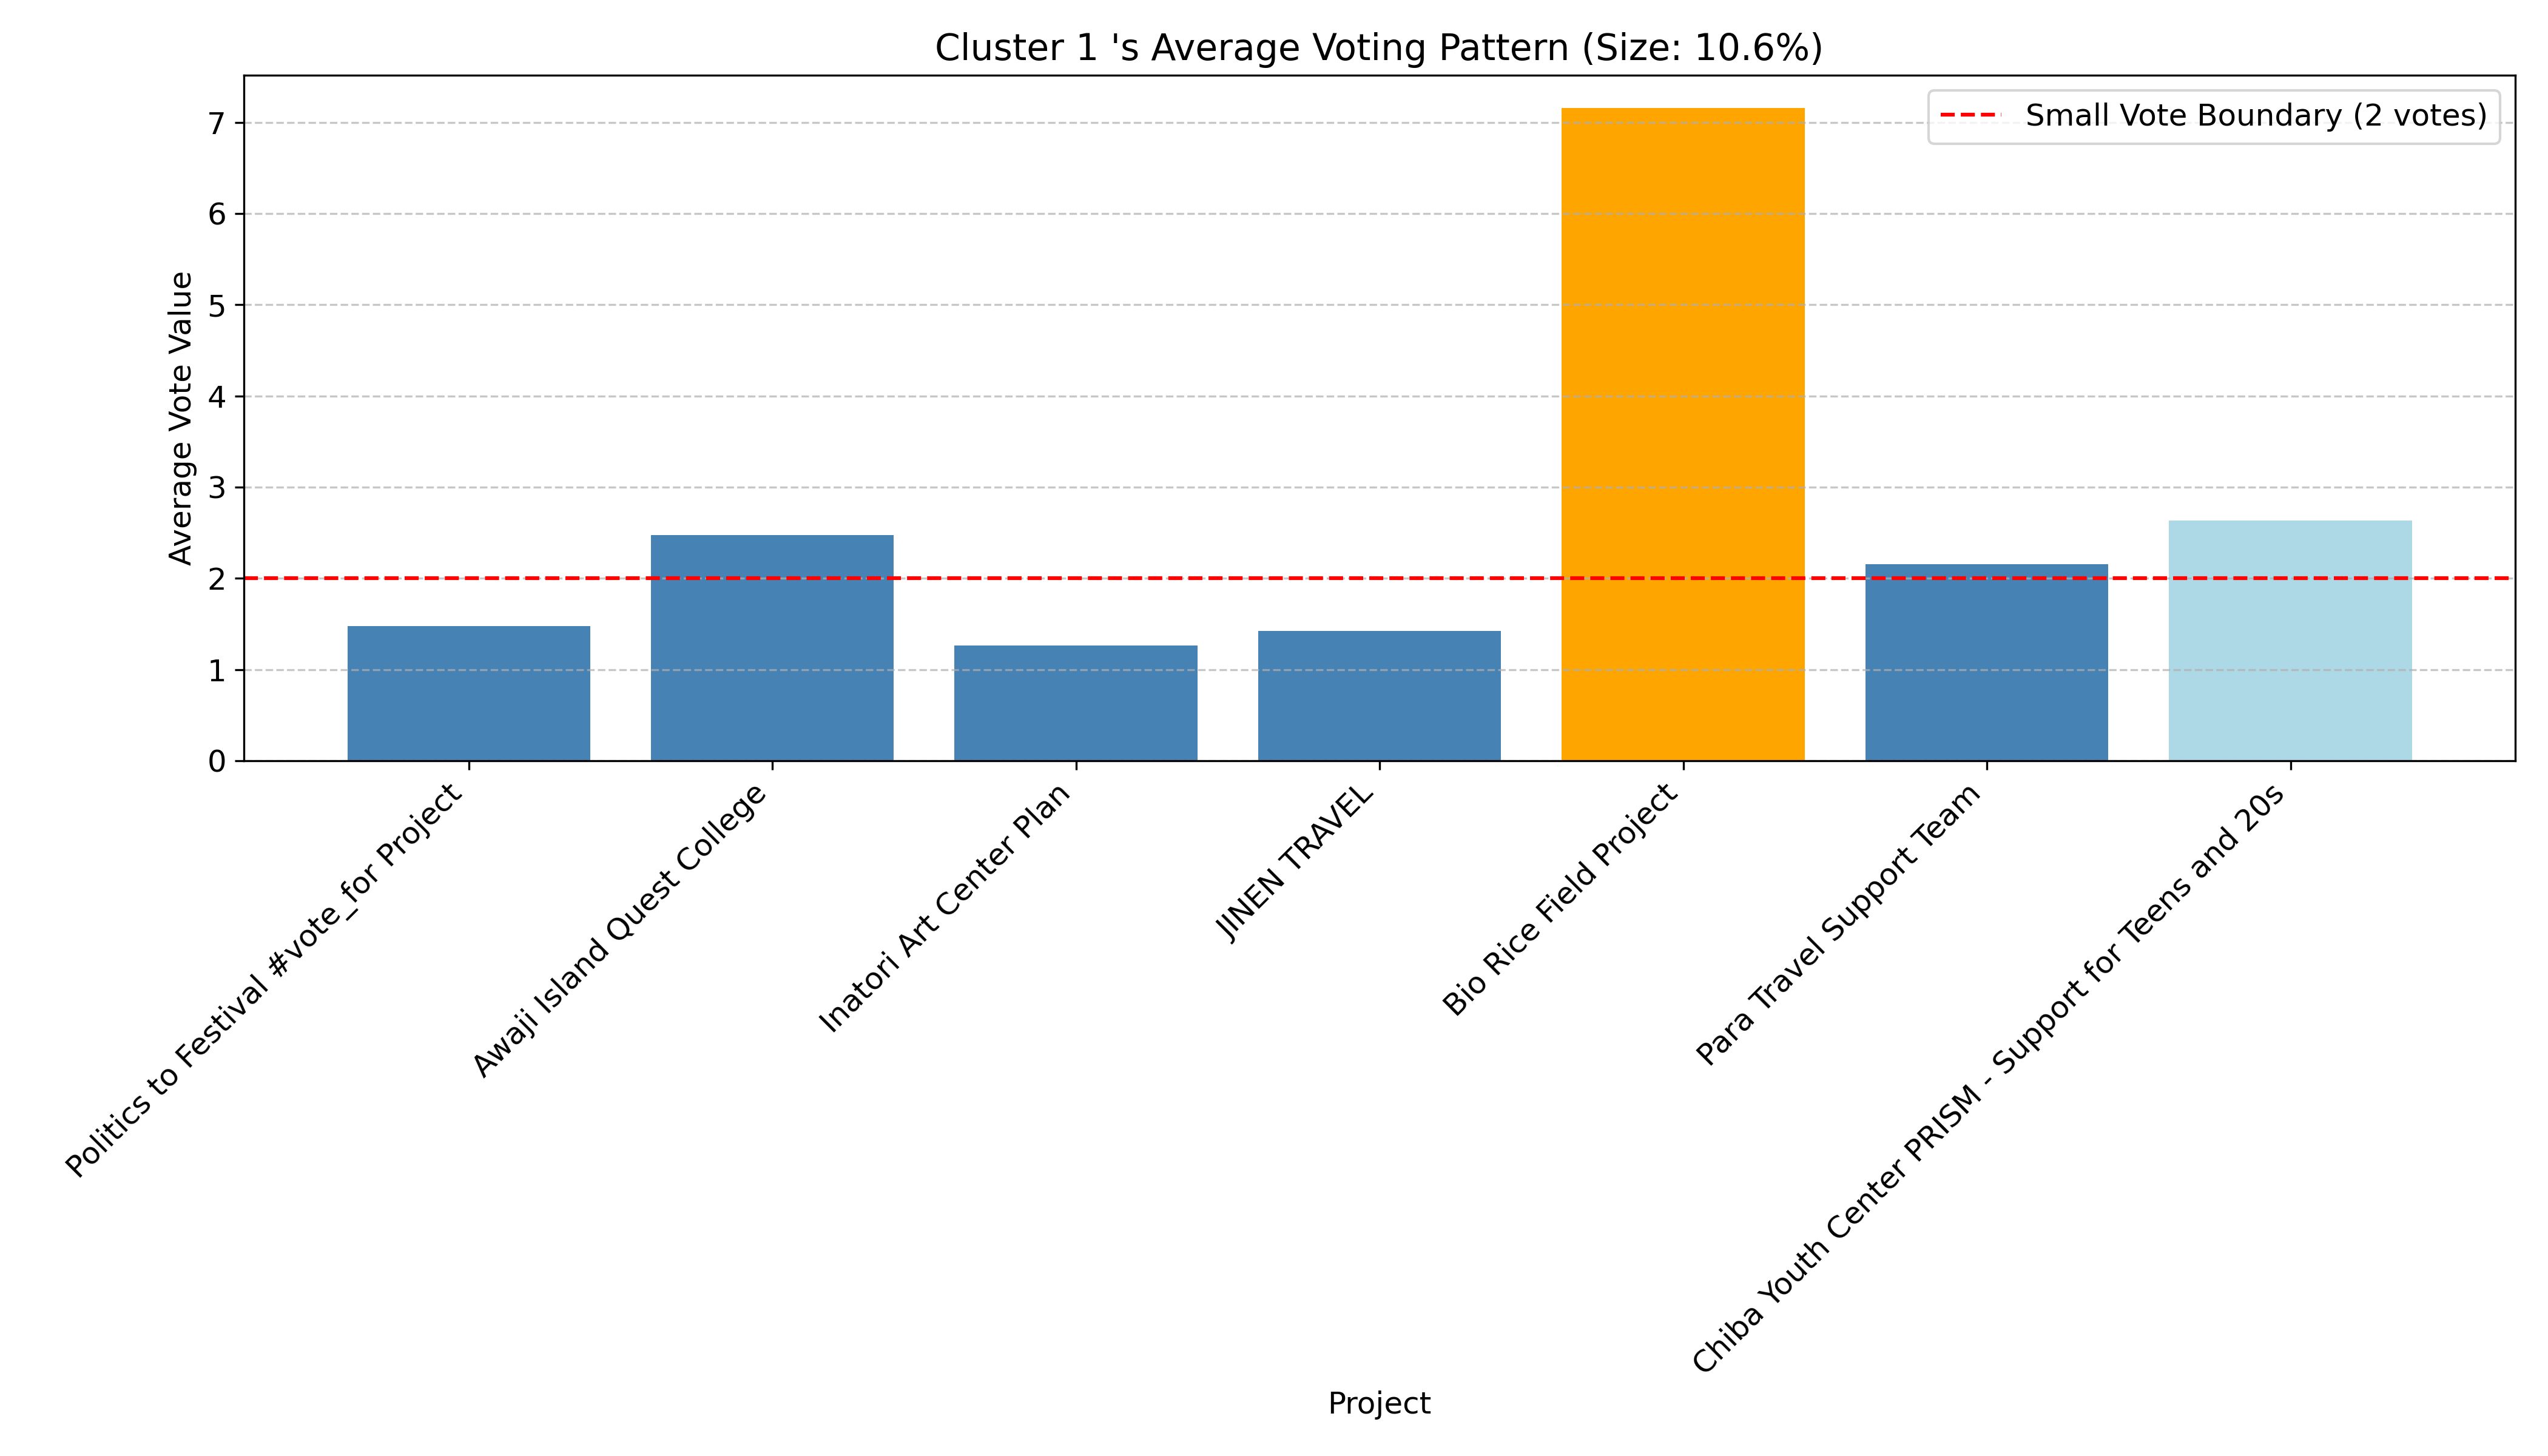 Cluster 1 's Average Voting Pattern (Size: 10.6%)
Small Vote Boundary (2 votes)
Average Vote Value
7
6
5
4
3
2
1
0
Politics to Festival #vote_for Project
Awaji Island Quest College
Inatori Art Center Plan
JINEN TRAVEL
Bio Rice Field Project
Para Travel Support Team
Chiba Youth Center PRISM - Support for Teens and 20s
Project